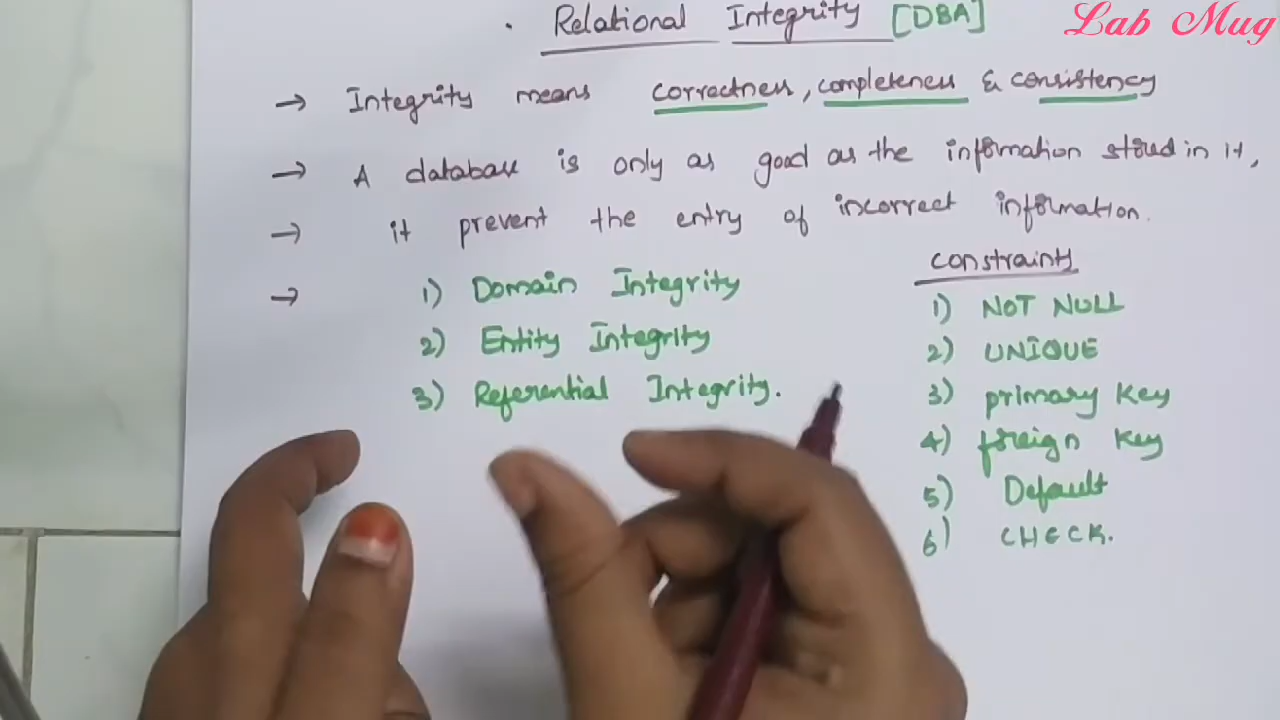 Lab Mug
. Relational Integrity [DBA]
→ Integrity means correctness, completeness & consistency
→ A database is only as good as the information stored in it,
→ it prevent the entry of incorrect information.
→ 1) Domain Integrity
2) Entity Integrity
3) Referential Integrity.
constraints
1) NOT NULL
2) UNIQUE
3) primary key
4) foreign key
5) Default
6) CHECK.